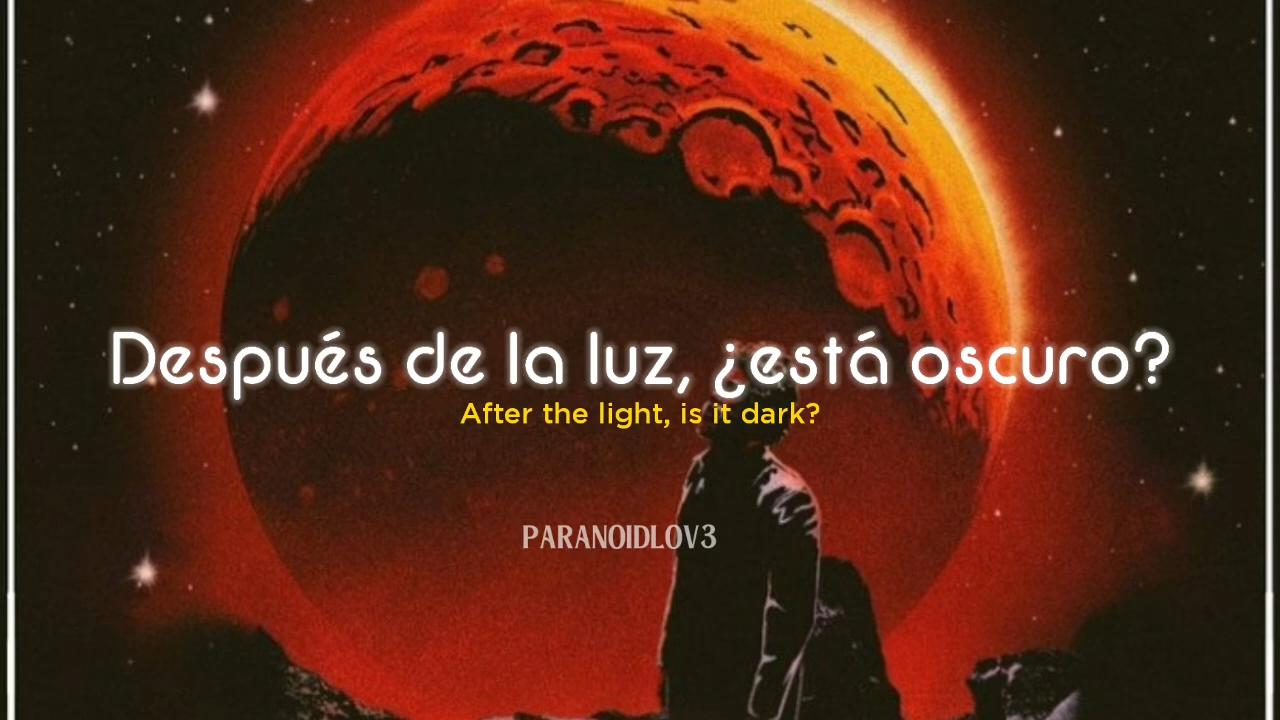 Después de la luz, ¿está oscuro?
After the light, is it dark?
PARANOIDLOV3